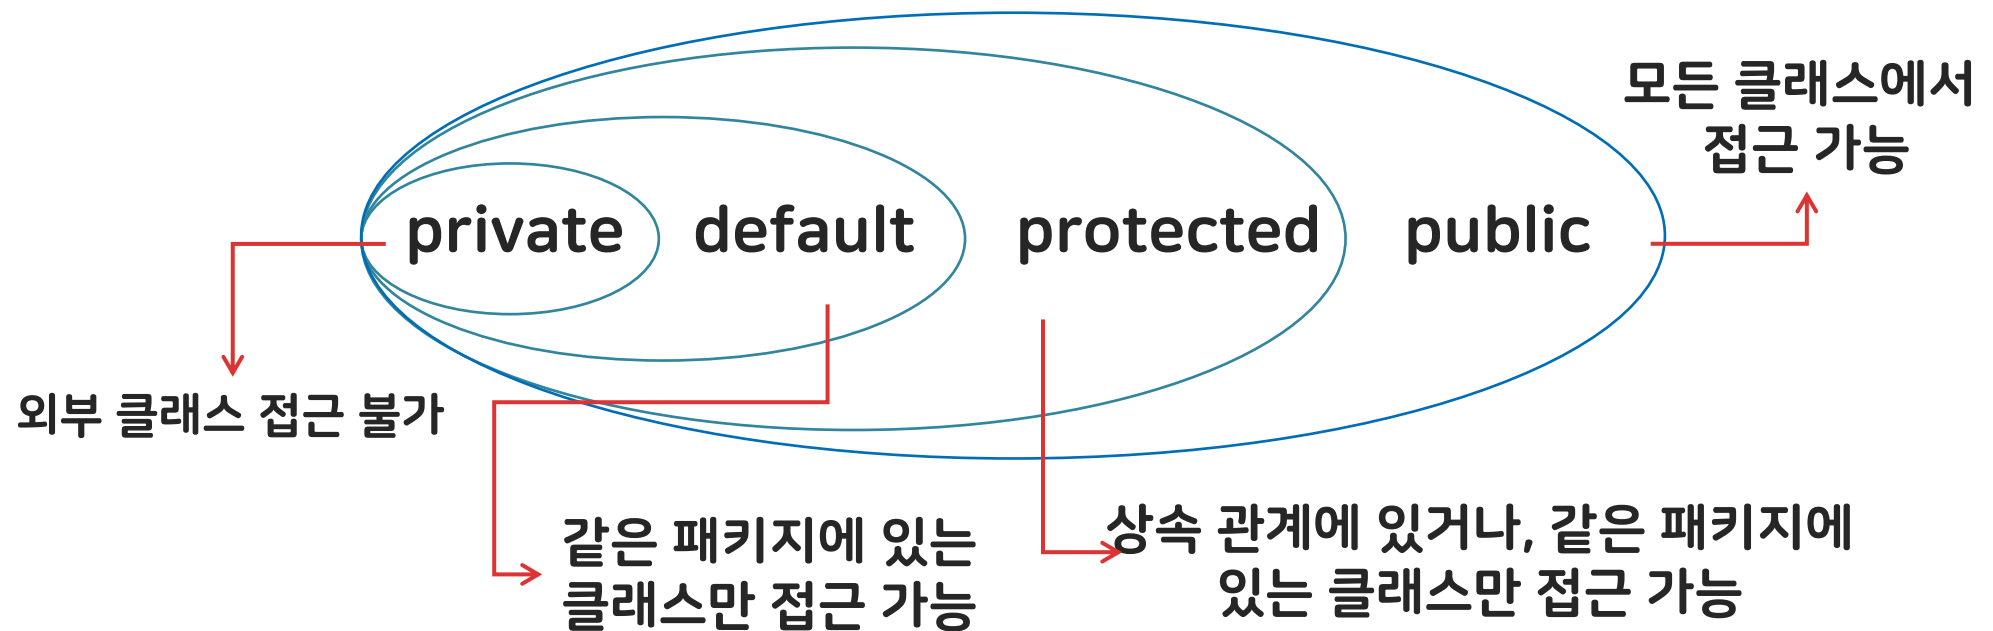 모든 클래스에서
접근 가능
private default protected public
외부 클래스 접근 불가
같은 패키지에 있는
클래스만 접근 가능
상속 관계에 있거나, 같은 패키지에
있는 클래스만 접근 가능